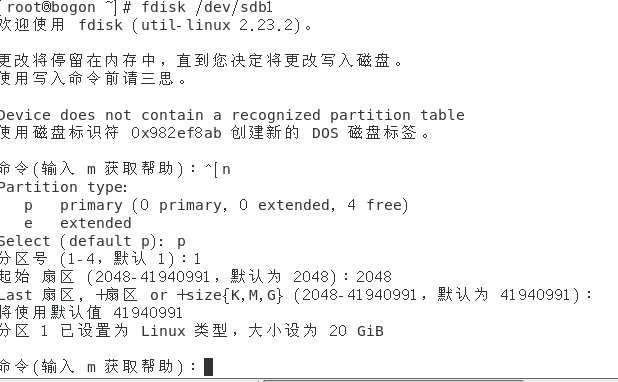 [root@bogon ~]# fdisk /dev/sdb1
欢迎使用 fdisk (util-linux 2.23.2)。
更改将停留在内存中，直到您决定将更改写入磁盘。
使用写入命令前请三思。
Device does not contain a recognized partition table
使用磁盘标识符 0x982ef8ab 创建新的 DOS 磁盘标签。
命令(输入 m 获取帮助)：^[n
Partition type:
p   primary (0 primary, 0 extended, 4 free)
e   extended
Select (default p): p
分区号 (1-4，默认 1)：1
起始 扇区 (2048-41940991，默认为 2048)：2048
Last 扇区, +扇区 or +size{K,M,G} (2048-41940991，默认为 41940991)：
将使用默认值 41940991
分区 1 已设置为 Linux 类型，大小设为 20 GiB
命令(输入 m 获取帮助)：